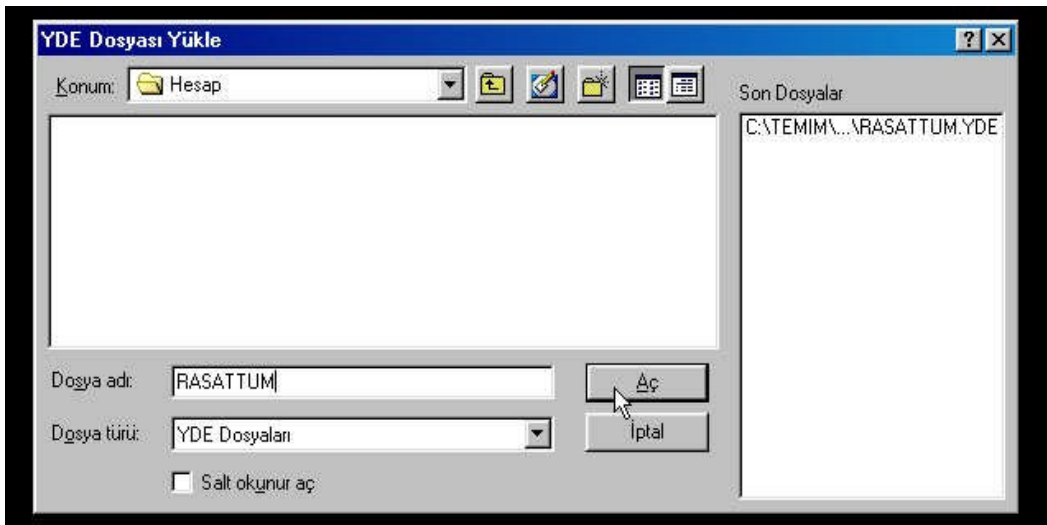 YDE Dosyası Yükle
Konum: Hesap
Son Dosyalar
C:\TEMIM\...\RASATTUM.YDE
Dosya adı: RASATTUM
Aç
Dosya türü: YDE Dosyaları
İptal
Salt okunur aç